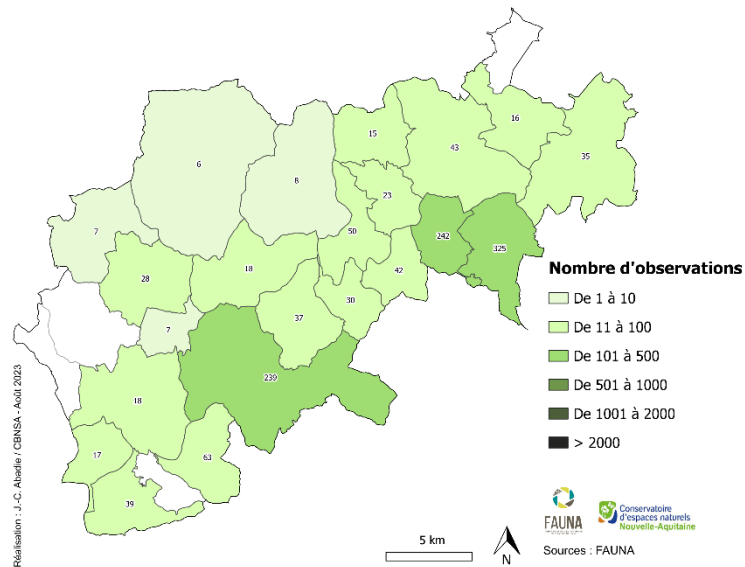 15
43
16
35
6
8
23
7
50
242
325
28
18
42
30
37
7
239
18
17
63
39
Nombre d'observations
De 1 à 10
De 11 à 100
De 101 à 500
De 501 à 1000
De 1001 à 2000
> 2000
Réalisation : J.-C. Abadie / CBNSA - Août 2023
5 km
N
FAUNA
Conservatoire
d'espaces naturels
Nouvelle-Aquitaine
Sources : FAUNA